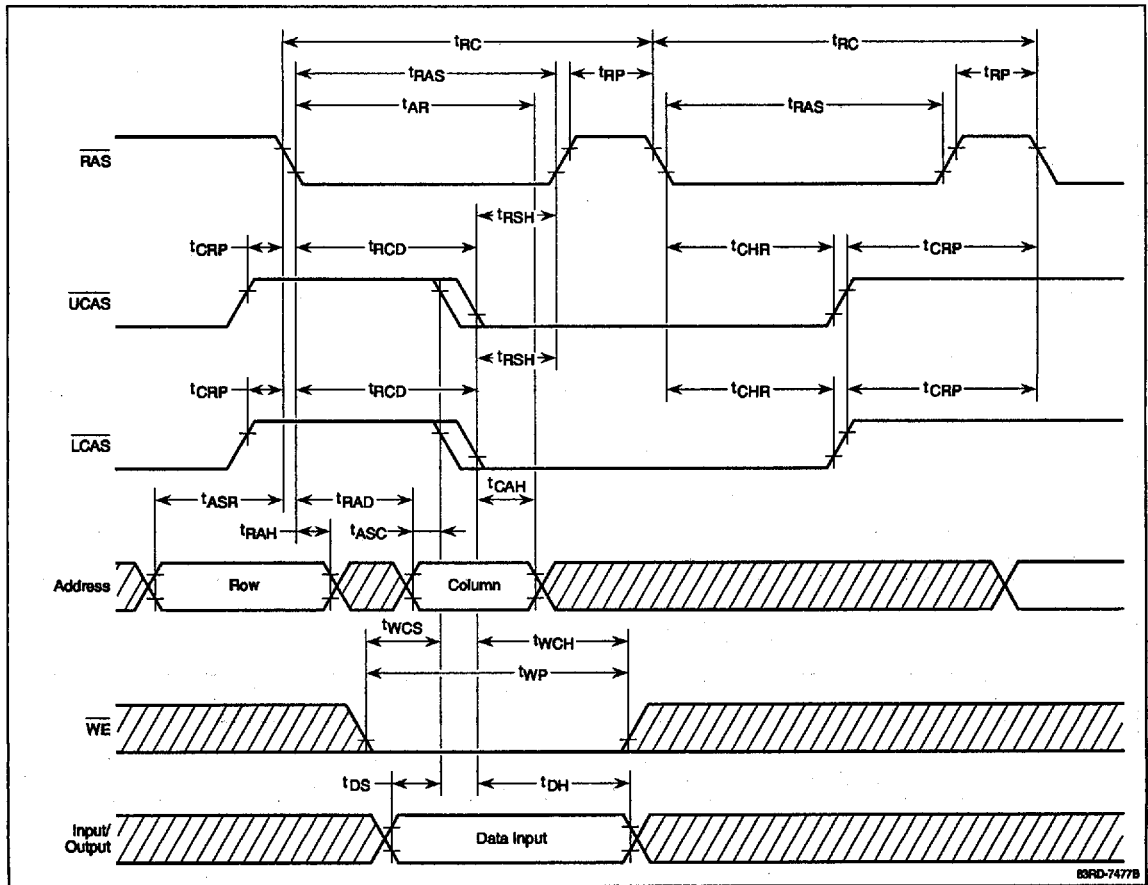 tRC tRC
tRAS tRP tRP
tAR tRAS
RAS
tRSH
tCRP tRCD tCHR tCRP
UCAS
tRSH
tCRP tRCD tCHR tCRP
LCAS
tCAH
tASR tRAD
tRAH tASC
Address Row Column
tWCS tWCH
tWP
WE
tDS tDH
Input/
Output
Data Input
83RD-7477B